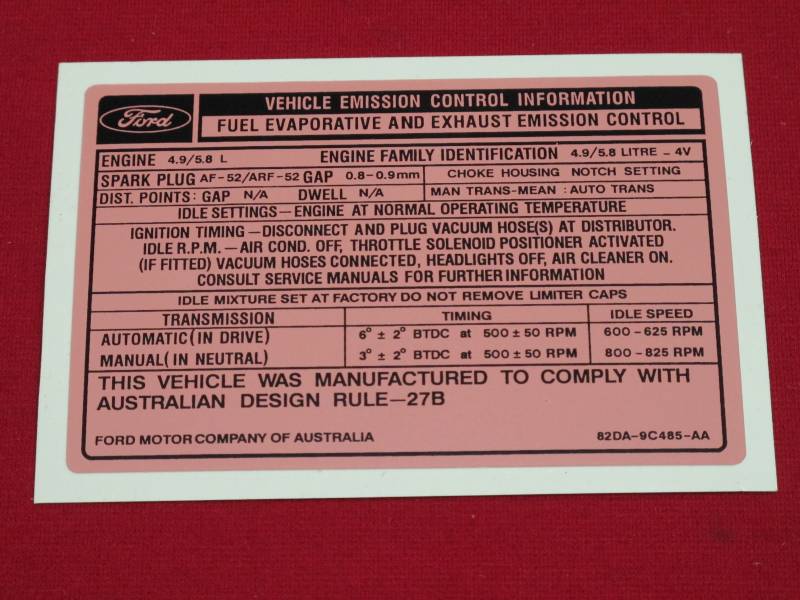 Ford
VEHICLE EMISSION CONTROL INFORMATION
FUEL EVAPORATIVE AND EXHAUST EMISSION CONTROL
ENGINE 4.9/5.8 L ENGINE FAMILY IDENTIFICATION 4.9/5.8 LITRE - 4V
SPARK PLUG AF-52/ARF-52 GAP 0.8-0.9mm CHOKE HOUSING NOTCH SETTING
DIST. POINTS: GAP N/A DWELL N/A MAN TRANS-MEAN : AUTO TRANS
IDLE SETTINGS-ENGINE AT NORMAL OPERATING TEMPERATURE
IGNITION TIMING-DISCONNECT AND PLUG VACUUM HOSE(S) AT DISTRIBUTOR.
IDLE R.P.M.-AIR COND. OFF, THROTTLE SOLENOID POSITIONER ACTIVATED
(IF FITTED) VACUUM HOSES CONNECTED, HEADLIGHTS OFF, AIR CLEANER ON.
CONSULT SERVICE MANUALS FOR FURTHER INFORMATION
IDLE MIXTURE SET AT FACTORY DO NOT REMOVE LIMITER CAPS
TRANSMISSION TIMING IDLE SPEED
AUTOMATIC(IN DRIVE) 6° ± 2° BTDC at 500 ± 50 RPM 600-625 RPM
MANUAL(IN NEUTRAL) 3° ± 2° BTDC at 500 ± 50 RPM 800-825 RPM
THIS VEHICLE WAS MANUFACTURED TO COMPLY WITH
AUSTRALIAN DESIGN RULE-27B
FORD MOTOR COMPANY OF AUSTRALIA 82DA-9C485-AA